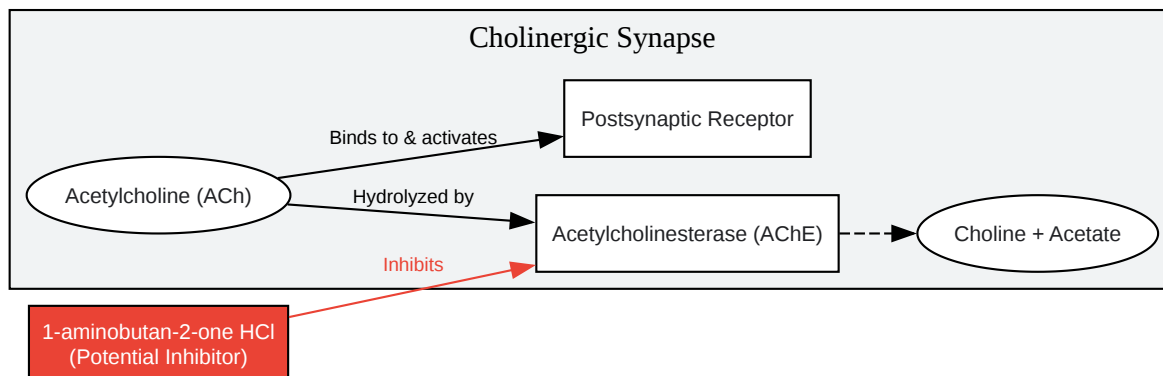 Cholinergic Synapse
Postsynaptic Receptor
Binds to & activates
Acetylcholine (ACh)
Hydrolyzed by
Acetylcholinesterase (AChE)
Choline + Acetate
Inhibits
1-aminobutan-2-one HCl
(Potential Inhibitor)